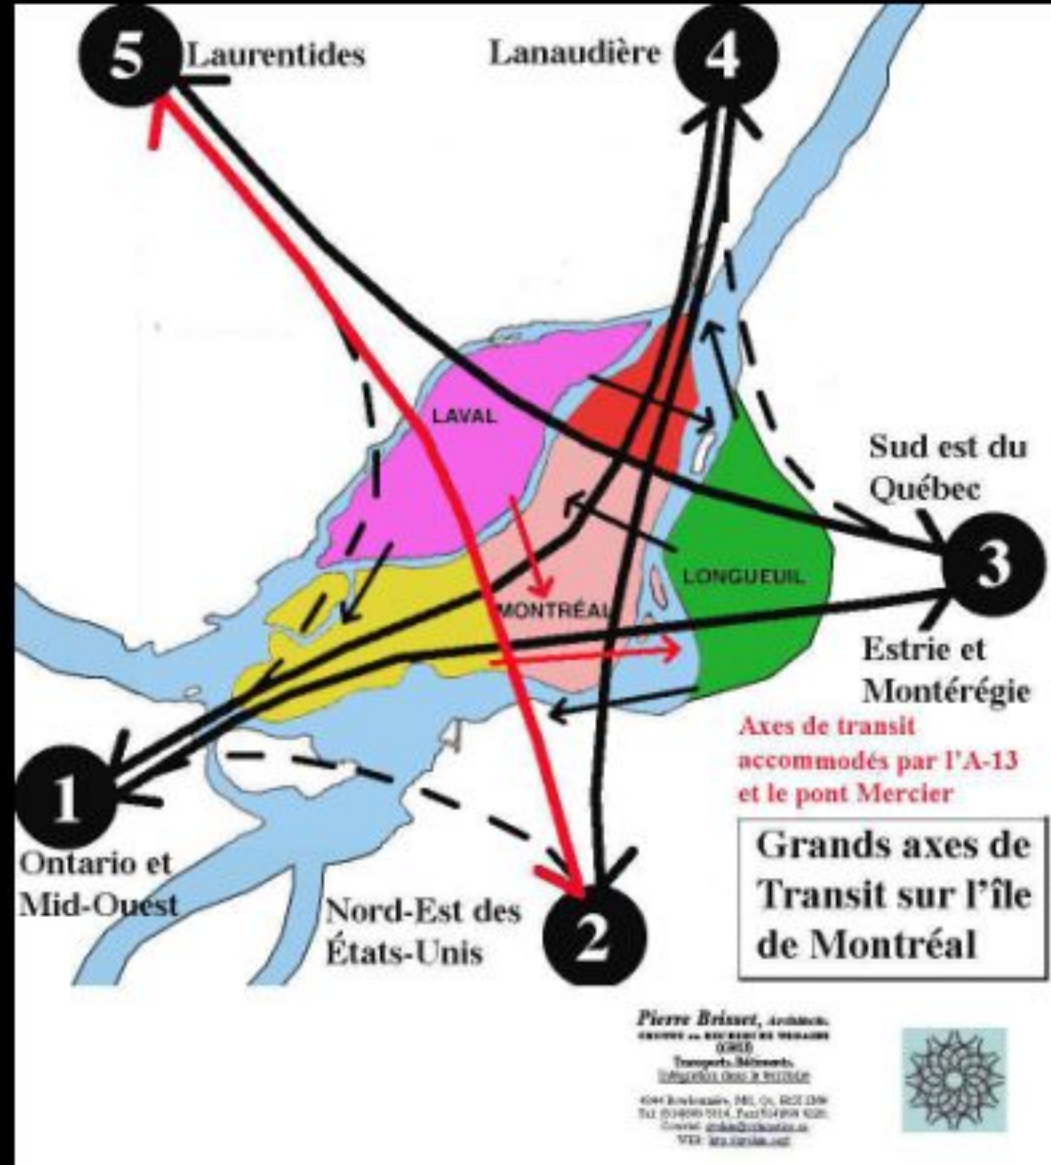 5
Laurentides
Lanaudière
4
LAVAL
Sud est du
Québec
3
LONGUEUIL
MONTRÉAL
Estrie et
Montérégie
Axes de transit
accommodés par l'A-13
et le pont Mercier
1
Ontario et
Mid-Ouest
Nord-Est des
États-Unis
2
Grands axes de
Transit sur l'île
de Montréal
Pierre Brisset, Architecte
Transports, Bâtiments,